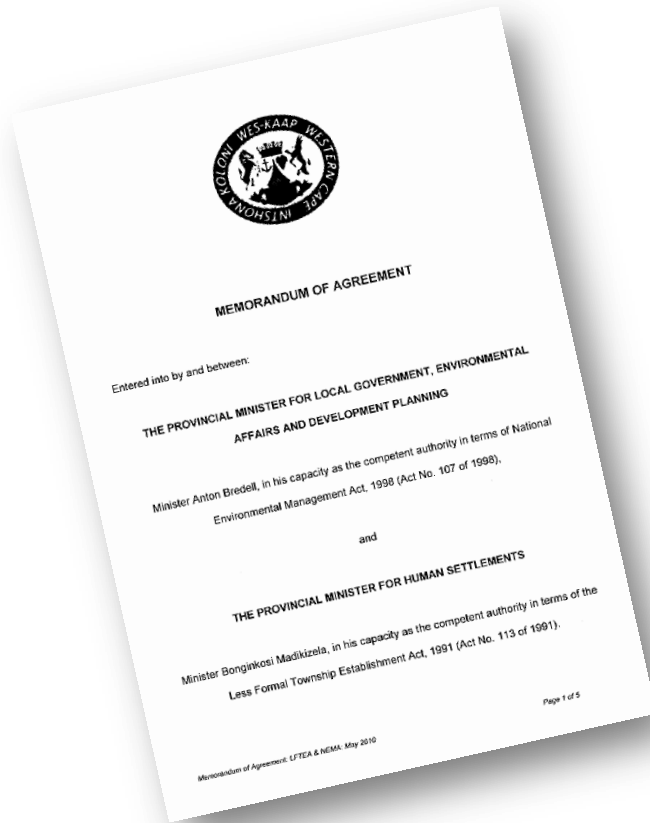 WES-KAAP WESTERN CAPE INTSHONA KOLONI
MEMORANDUM OF AGREEMENT
Entered into by and between:
THE PROVINCIAL MINISTER FOR LOCAL GOVERNMENT, ENVIRONMENTAL
AFFAIRS AND DEVELOPMENT PLANNING
Minister Anton Bredell, in his capacity as the competent authority in terms of National
Environmental Management Act, 1998 (Act No. 107 of 1998),
and
THE PROVINCIAL MINISTER FOR HUMAN SETTLEMENTS
Minister Bonginkosi Madikizela, in his capacity as the competent authority in terms of the
Less Formal Township Establishment Act, 1991 (Act No. 113 of 1991).
Page 1 of 5
Memorandum of Agreement: LFTEA & NEMA: May 2010